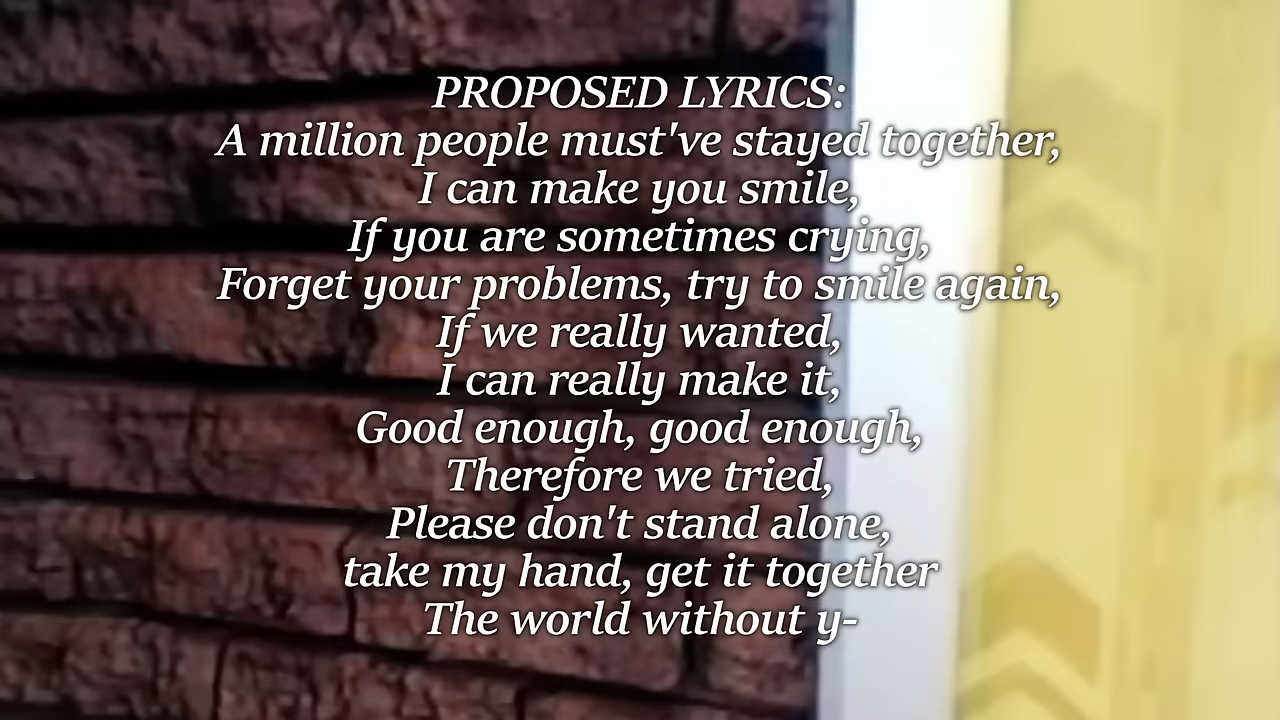 PROPOSED LYRICS:
A million people must've stayed together,
I can make you smile,
If you are sometimes crying,
Forget your problems, try to smile again,
If we really wanted,
I can really make it,
Good enough, good enough,
Therefore we tried,
Please don't stand alone,
take my hand, get it together
The world without y-